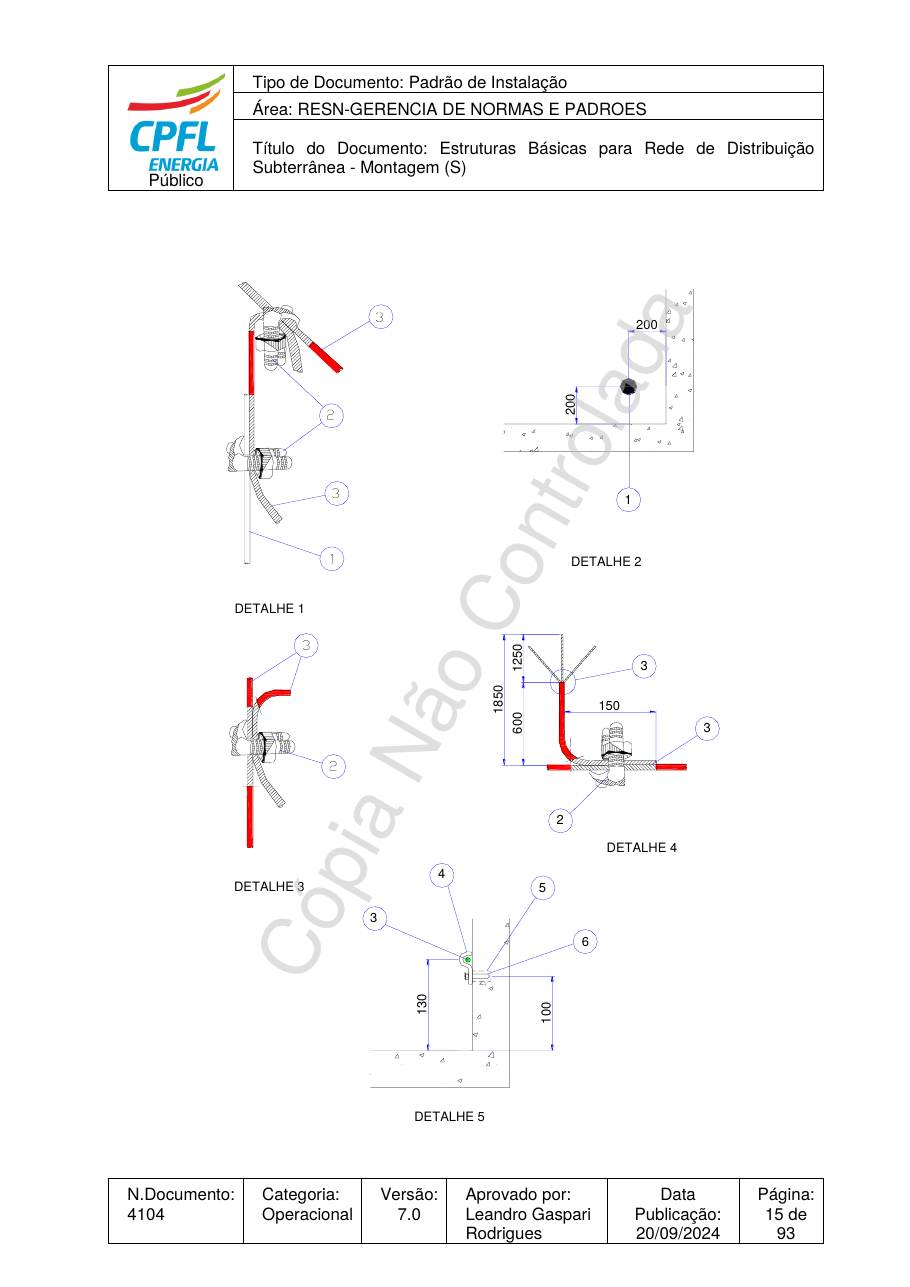 CPFL
ENERGIA
Público
Tipo de Documento: Padrão de Instalação
Área: RESN-GERENCIA DE NORMAS E PADROES
Título do Documento: Estruturas Básicas para Rede de Distribuição
Subterrânea - Montagem (S)
3
2
3
1
DETALHE 1
200
200
1
DETALHE 2
3
2
DETALHE 3
1250
1850
600
150
3
3
2
DETALHE 4
4
5
3
6
130
100
DETALHE 5
Cópia Não Controlada
N.Documento:
4104
Categoria:
Operacional
Versão:
7.0
Aprovado por:
Leandro Gaspari
Rodrigues
Data
Publicação:
20/09/2024
Página:
15 de
93